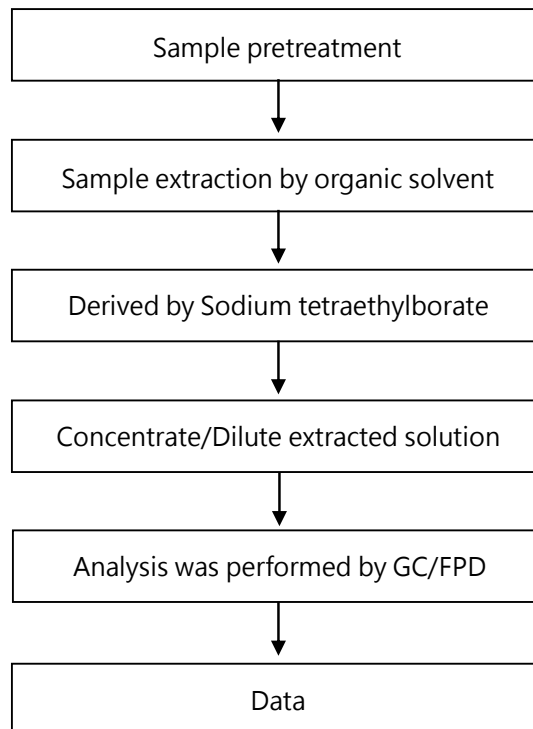 Sample pretreatment
Sample extraction by organic solvent
Derived by Sodium tetraethylborate
Concentrate/Dilute extracted solution
Analysis was performed by GC/FPD
Data